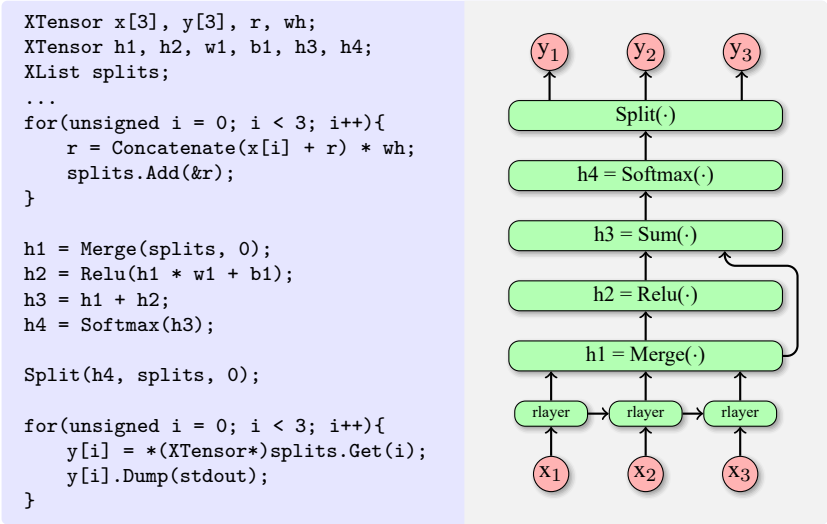 XTensor x[3], y[3], r, wh;
XTensor h1, h2, w1, b1, h3, h4;
XList splits;
...
for(unsigned i = 0; i < 3; i++){
    r = Concatenate(x[i] + r) * wh;
    splits.Add(&r);
}
h1 = Merge(splits, 0);
h2 = Relu(h1 * w1 + b1);
h3 = h1 + h2;
h4 = Softmax(h3);
Split(h4, splits, 0);
for(unsigned i = 0; i < 3; i++){
    y[i] = *(XTensor*)splits.Get(i);
    y[i].Dump(stdout);
}
y₁ y₂ y₃
Split(·)
h4 = Softmax(·)
h3 = Sum(·)
h2 = Relu(·)
h1 = Merge(·)
rlayer rlayer rlayer
x₁ x₂ x₃